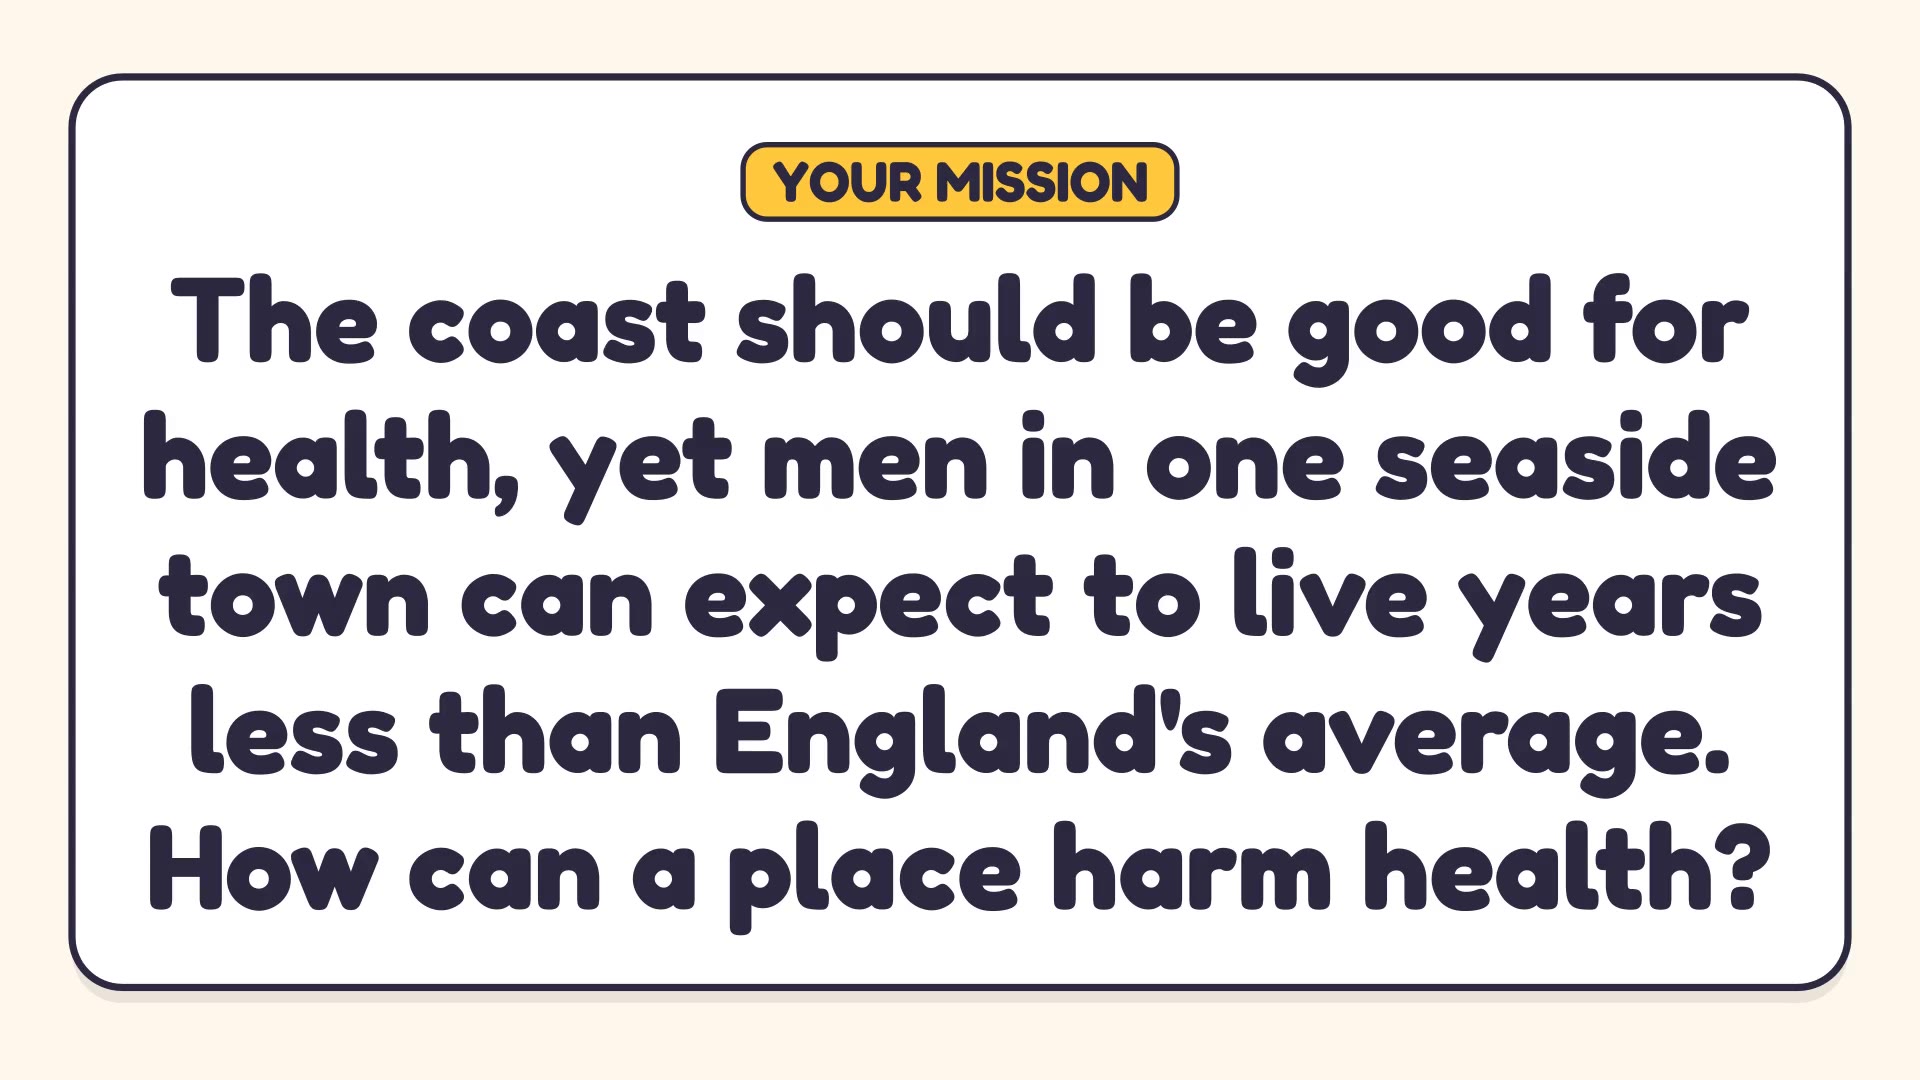 YOUR MISSION
The coast should be good for
health, yet men in one seaside
town can expect to live years
less than England's average.
How can a place harm health?